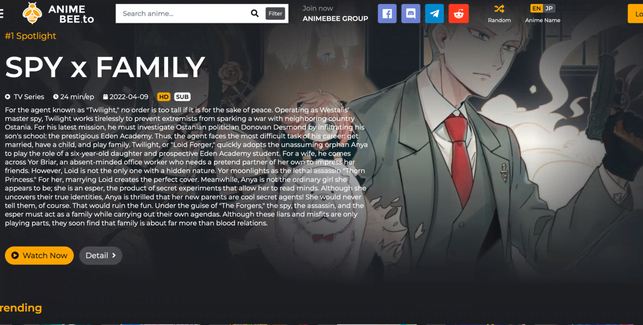 ANIME
BEE.to
Search anime...
Filter
Join now
ANIMEBEE GROUP
Random
EN JP
Anime Name
Lo
#1 Spotlight
SPY x FAMILY
TV Series 24 min/ep 2022-04-09 HD SUB
For the agent known as "Twilight," no order is too tall if it is for the sake of peace. Operating as Westalis'
master spy, Twilight works tirelessly to prevent extremists from sparking a war with neighboring country
Ostania. For his latest mission, he must investigate Ostanian politician Donovan Desmond by infiltrating his
son's school: the prestigious Eden Academy. Thus, the agent faces the most difficult task of his career: get
married, have a child, and play family. Twilight, or "Loid Forger," quickly adopts the unassuming orphan Anya
to play the role of a six-year-old daughter and prospective Eden Academy student. For a wife, he comes
across Yor Briar, an absent-minded office worker who needs a pretend partner of her own to impress her
friends. However, Loid is not the only one with a hidden nature. Yor moonlights as the lethal assassin "Thorn
Princess." For her, marrying Loid creates the perfect cover. Meanwhile, Anya is not the ordinary girl she
appears to be; she is an esper, the product of secret experiments that allow her to read minds. Although she
uncovers their true identities, Anya is thrilled that her new parents are cool secret agents! She would never
tell them, of course. That would ruin the fun. Under the guise of "The Forgers," the spy, the assassin, and the
esper must act as a family while carrying out their own agendas. Although these liars and misfits are only
playing parts, they soon find that family is about far more than blood relations.
Watch Now Detail
rending